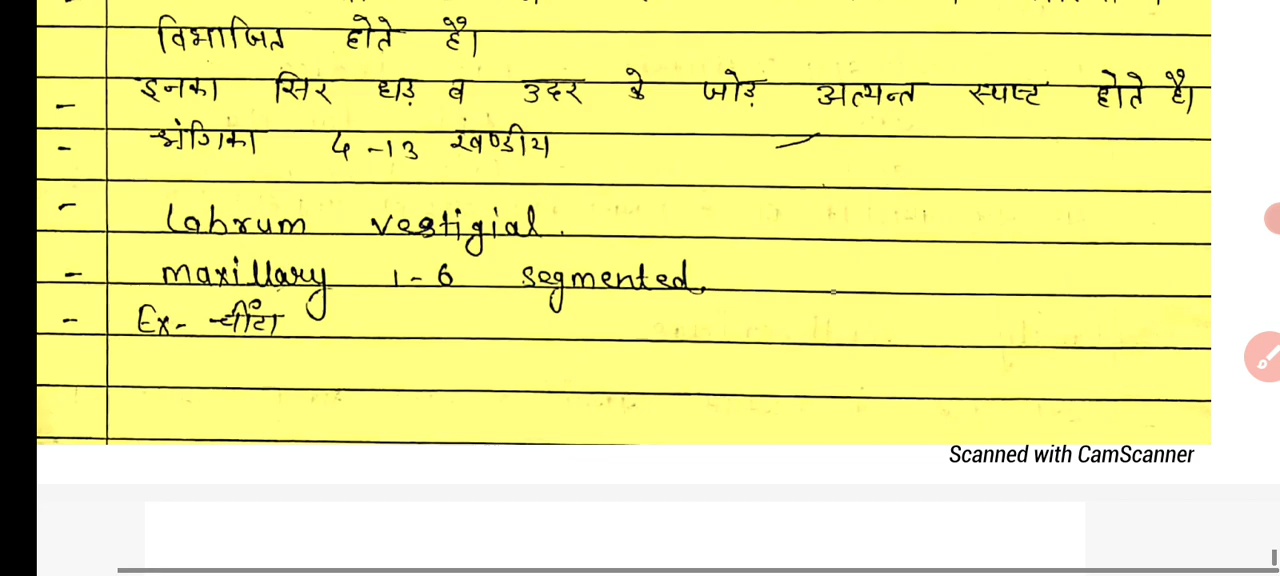 विभाजित होते है।
- इनका सिर धड़ व उदर के जोड़ अत्यन्त स्पष्ट होते है।
- श्रंगिका 4-13 खण्डीय
- Labrum vestigial.
- maxillary 1-6 segmented.
- Ex- चींटा
Scanned with CamScanner